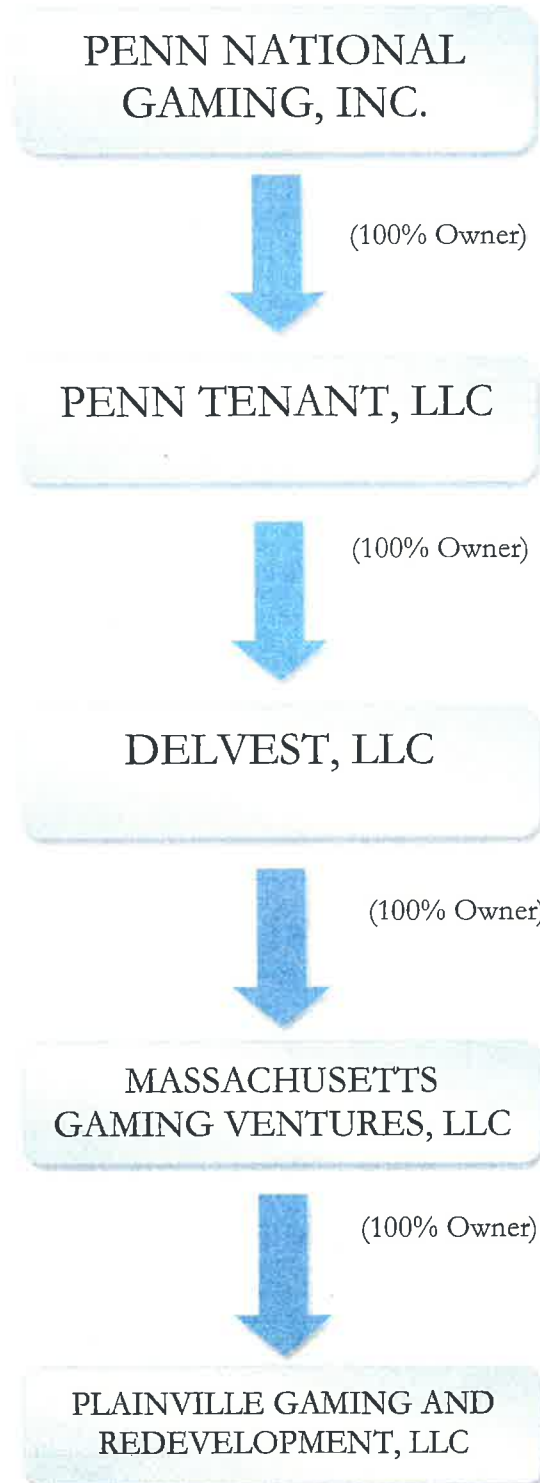 PENN NATIONAL
GAMING, INC.
(100% Owner)
PENN TENANT, LLC
(100% Owner)
DELVEST, LLC
(100% Owner)
MASSACHUSETTS
GAMING VENTURES, LLC
(100% Owner)
PLAINVILLE GAMING AND
REDEVELOPMENT, LLC